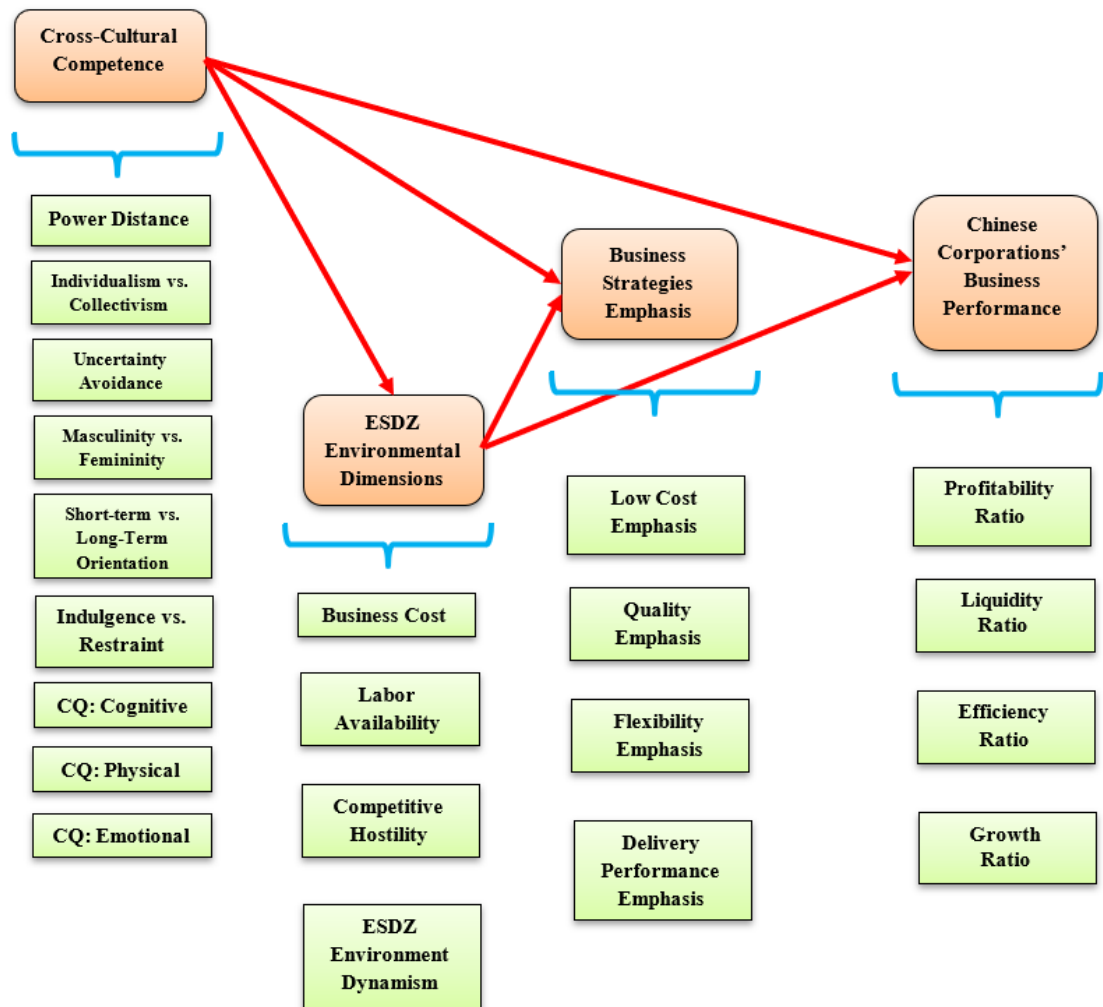 Cross-Cultural
Competence
Power Distance
Individualism vs.
Collectivism
Uncertainty
Avoidance
Masculinity vs.
Femininity
Short-term vs.
Long-Term
Orientation
Indulgence vs.
Restraint
CQ: Cognitive
CQ: Physical
CQ: Emotional
ESDZ
Environmental
Dimensions
Business Cost
Labor
Availability
Competitive
Hostility
ESDZ
Environment
Dynamism
Business
Strategies
Emphasis
Low Cost
Emphasis
Quality
Emphasis
Flexibility
Emphasis
Delivery
Performance
Emphasis
Chinese
Corporations’
Business
Performance
Profitability
Ratio
Liquidity
Ratio
Efficiency
Ratio
Growth
Ratio